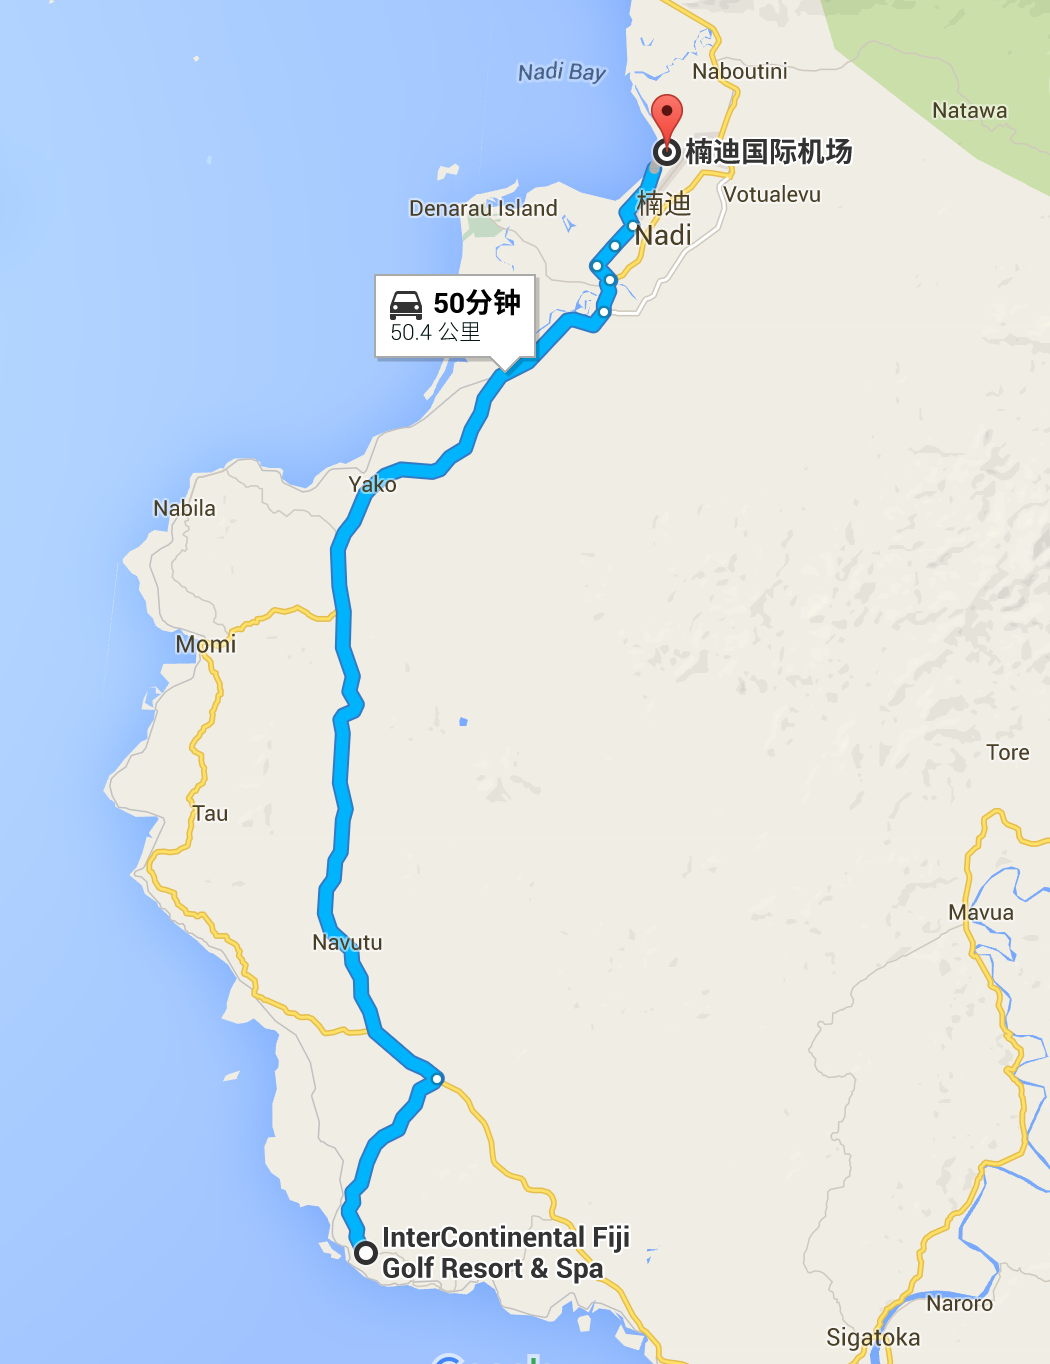 Nadi Bay
Naboutini
Natawa
楠迪国际机场
Votualevu
楠迪
Nadi
Denarau Island
50分钟
50.4 公里
Yako
Nabila
Momi
Tore
Tau
Mavua
Navutu
InterContinental Fiji
Golf Resort & Spa
Naroro
Sigatoka